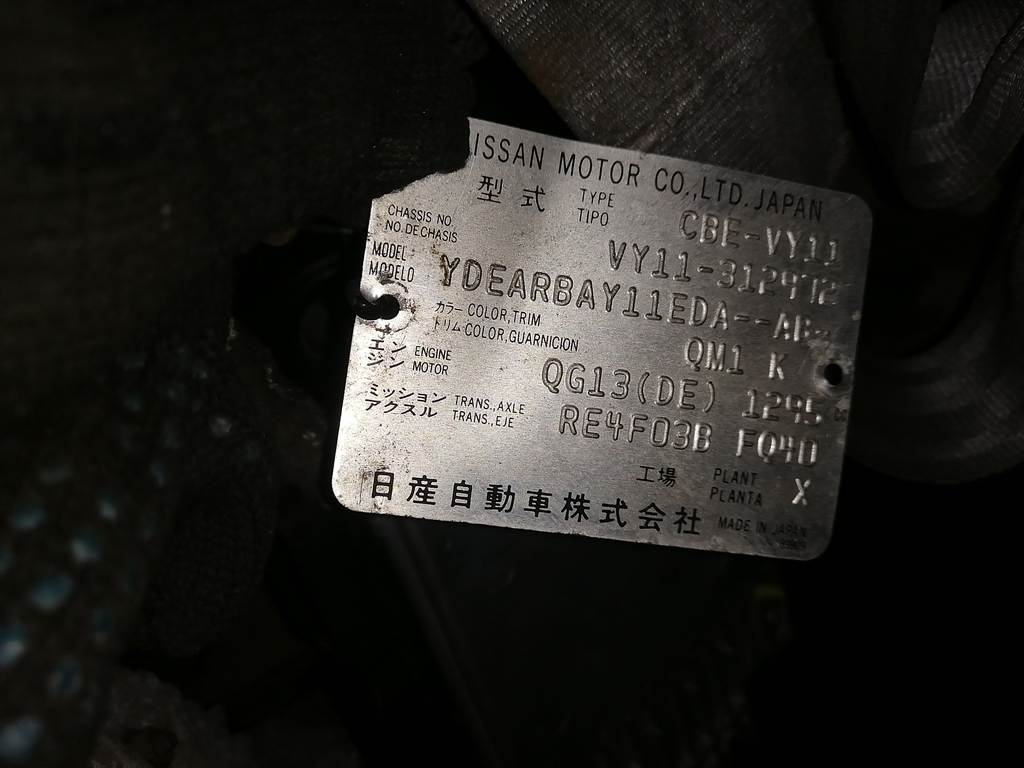 ISSAN MOTOR CO.,LTD. JAPAN
型式 TYPE TIPO CBE-VY11
CHASSIS NO. NO. DE CHASIS VY11-312972
MODEL MODELO YDEARBAY11EDA--AB-
カラー COLOR,TRIM
トリム COLOR,GUARNICION QM1 K
エンジン ENGINE MOTOR QG13(DE) 1295 cc
ミッション TRANS.,AXLE
アクスル TRANS.,EJE RE4F03B FQ40
工場 PLANT PLANTA X
日産自動車株式会社 MADE IN JAPAN